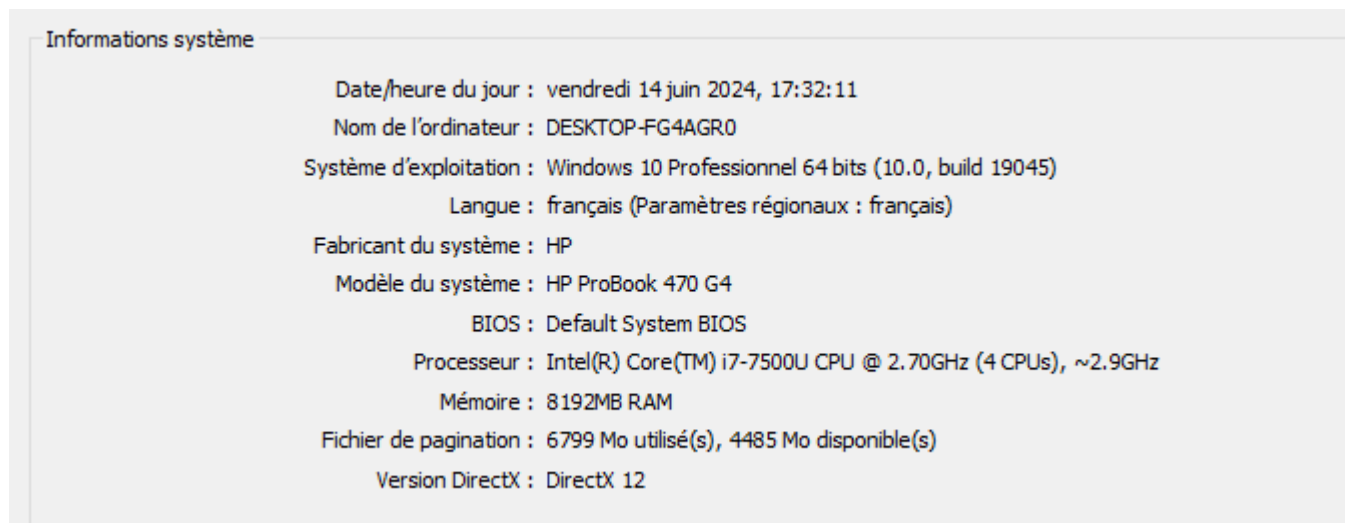 Informations système
Date/heure du jour : vendredi 14 juin 2024, 17:32:11
Nom de l'ordinateur : DESKTOP-FG4AGR0
Système d'exploitation : Windows 10 Professionnel 64 bits (10.0, build 19045)
Langue : français (Paramètres régionaux : français)
Fabricant du système : HP
Modèle du système : HP ProBook 470 G4
BIOS : Default System BIOS
Processeur : Intel(R) Core(TM) i7-7500U CPU @ 2.70GHz (4 CPUs), ~2.9GHz
Mémoire : 8192MB RAM
Fichier de pagination : 6799 Mo utilisé(s), 4485 Mo disponible(s)
Version DirectX : DirectX 12